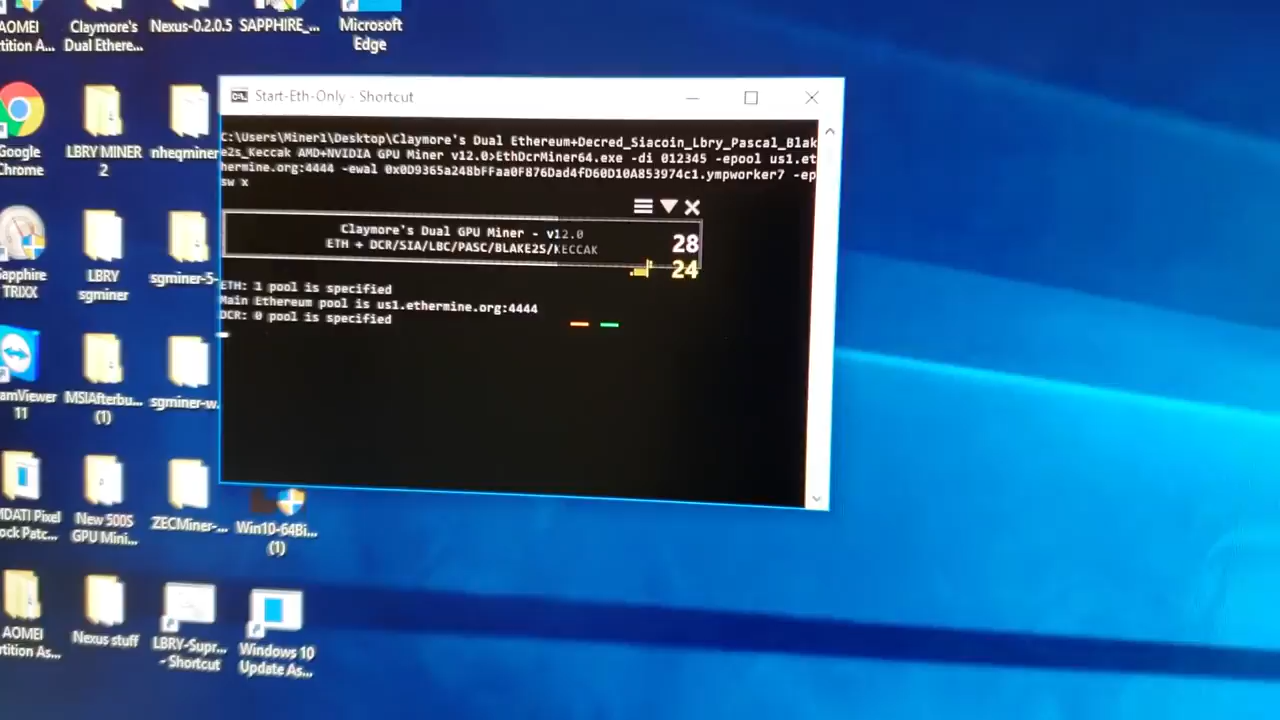 AOMEI
rtition A...
Claymore's
Dual Ethere...
Nexus-0.2.0.5
SAPPHIRE_...
Microsoft
Edge
Start-Eth-Only - Shortcut
C:\Users\Miner1\Desktop\Claymore's Dual Ethereum+Decred_Siacoin_Lbry_Pascal_Blak
e2s_Keccak AMD+NVIDIA GPU Miner v12.0>EthDcrMiner64.exe -di 012345 -epool us1.et
hermine.org:4444 -ewal 0x0D9365a248bFFaa0F876Dad4fD60D10A853974c1.ympworker7 -ep
sw x
Claymore's Dual GPU Miner - v12.0
ETH + DCR/SIA/LBC/PASC/BLAKE2S/KECCAK
28
24
ETH: 1 pool is specified
Main Ethereum pool is us1.ethermine.org:4444
DCR: 0 pool is specified
Google
Chrome
LBRY MINER
2
nheqminer
Sapphire
TRIXX
LBRY
sgminer
sgminer-5-
amViewer
11
MSIAfterbu...
(1)
sgminer-w.
MDATI Pixel
ock Patc...
New 500S
GPU Mini...
ZECMiner-...
Win10-64Bi...
(1)
AOMEI
rtition As...
Nexus stuff
LBRY-Supr...
- Shortcut
Windows 10
Update As...